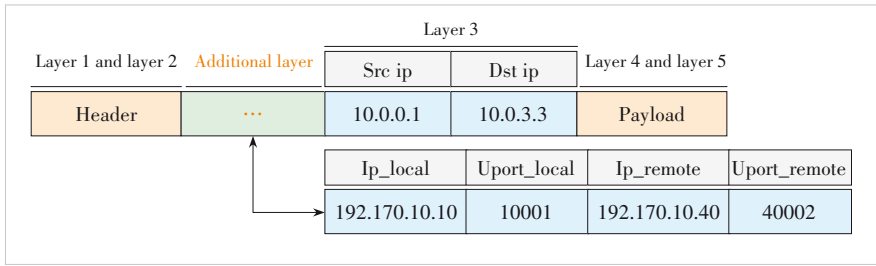 Layer 3
Layer 1 and layer 2 Additional layer Layer 4 and layer 5
Src ip Dst ip
Header ... 10.0.0.1 10.0.3.3 Payload
Ip_local Uport_local Ip_remote Uport_remote
192.170.10.10 10001 192.170.10.40 40002